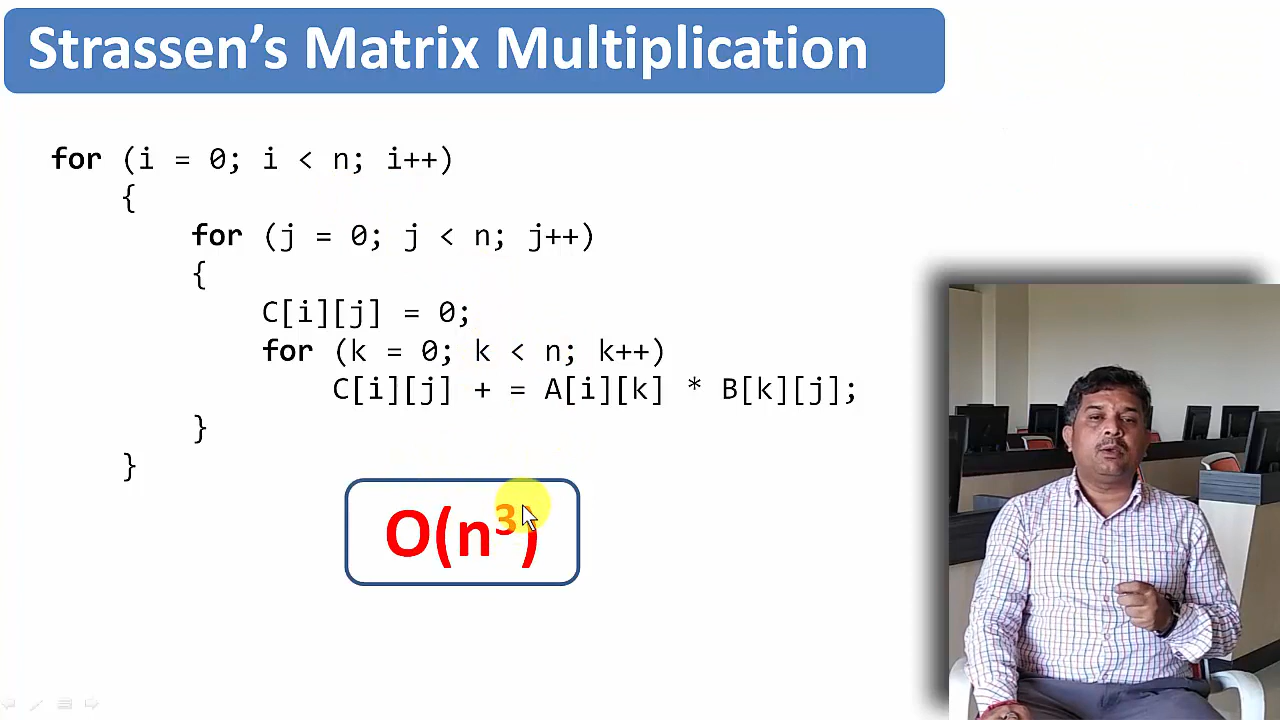 Strassen’s Matrix Multiplication
for (i = 0; i < n; i++)
{
for (j = 0; j < n; j++)
{
C[i][j] = 0;
for (k = 0; k < n; k++)
C[i][j] + = A[i][k] * B[k][j];
}
}
O(n³)